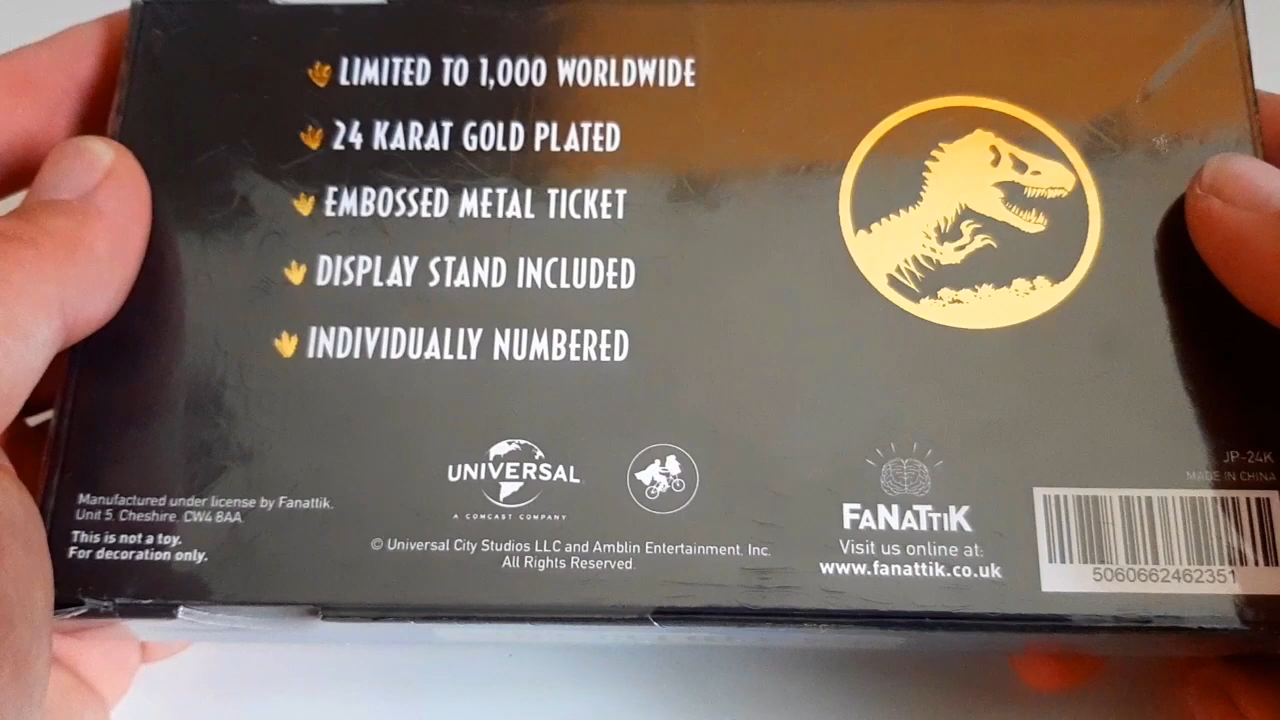 LIMITED TO 1,000 WORLDWIDE
24 KARAT GOLD PLATED
EMBOSSED METAL TICKET
DISPLAY STAND INCLUDED
INDIVIDUALLY NUMBERED
Manufactured under license by Fanattik.
Unit 5. Cheshire. CW4 8AA.
This is not a toy.
For decoration only.
UNIVERSAL
A COMCAST COMPANY
© Universal City Studios LLC and Amblin Entertainment, Inc.
All Rights Reserved.
FANATTIK
Visit us online at:
www.fanattik.co.uk
JP-24K
MADE IN CHINA
5060662462351